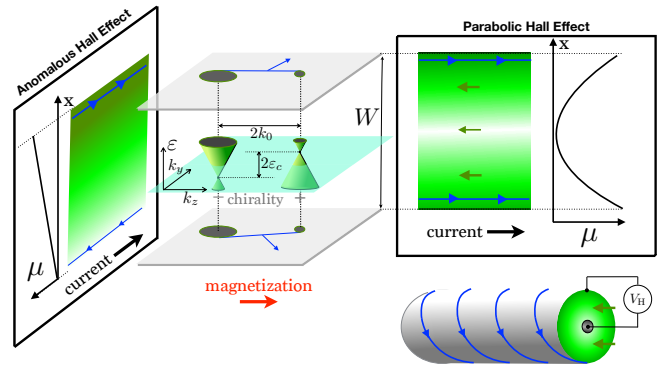 Anomalous Hall Effect
x
μ
current
ε
k_y
k_z
2k_0
2ε_c
− chirality +
W
magnetization
Parabolic Hall Effect
x
current
μ
V_H